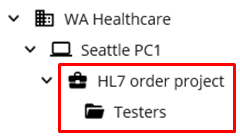 WA Healthcare
Seattle PC1
HL7 order project
Testers